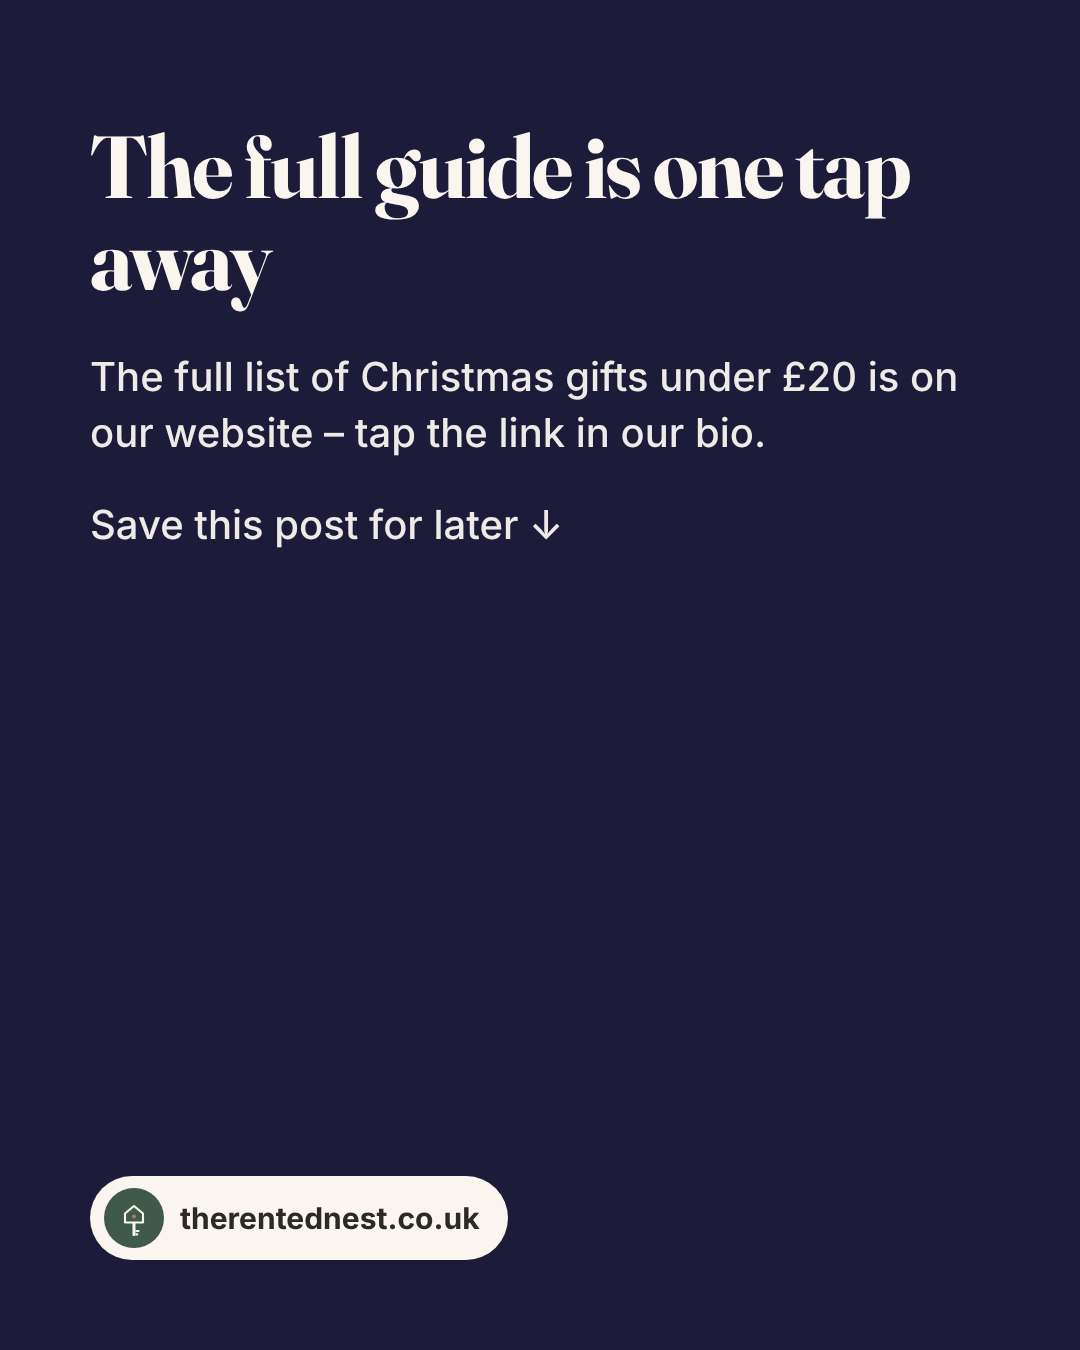 The full guide is one tap
away
The full list of Christmas gifts under £20 is on
our website – tap the link in our bio.
Save this post for later ↓
therentednest.co.uk